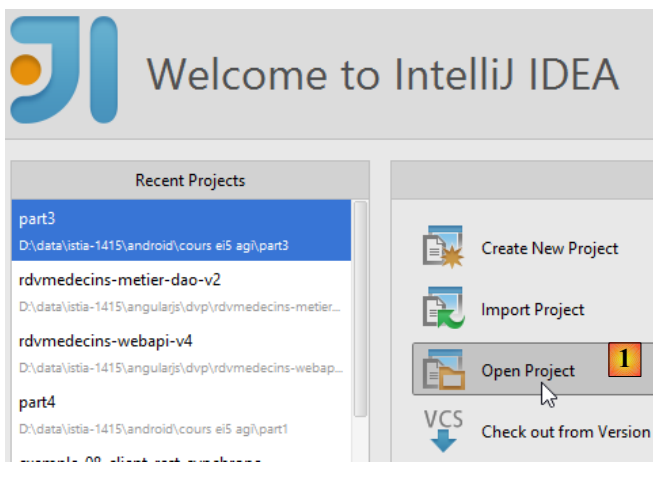 Welcome to IntelliJ IDEA
Recent Projects
part3
D:\data\istia-1415\android\cours ei5 agi\part3
rdvmedecins-metier-dao-v2
D:\data\istia-1415\angularjs\dvp\rdvmedecins-metier...
rdvmedecins-webapi-v4
D:\data\istia-1415\angularjs\dvp\rdvmedecins-webap...
part4
D:\data\istia-1415\android\cours ei5 agi\part1
Create New Project
Import Project
Open Project
1
VCS
Check out from Version